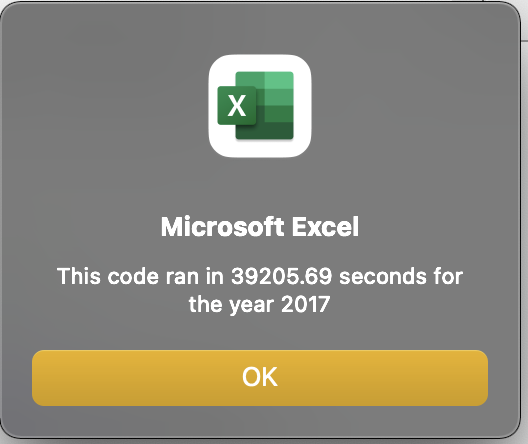 X
Microsoft Excel
This code ran in 39205.69 seconds for
the year 2017
OK